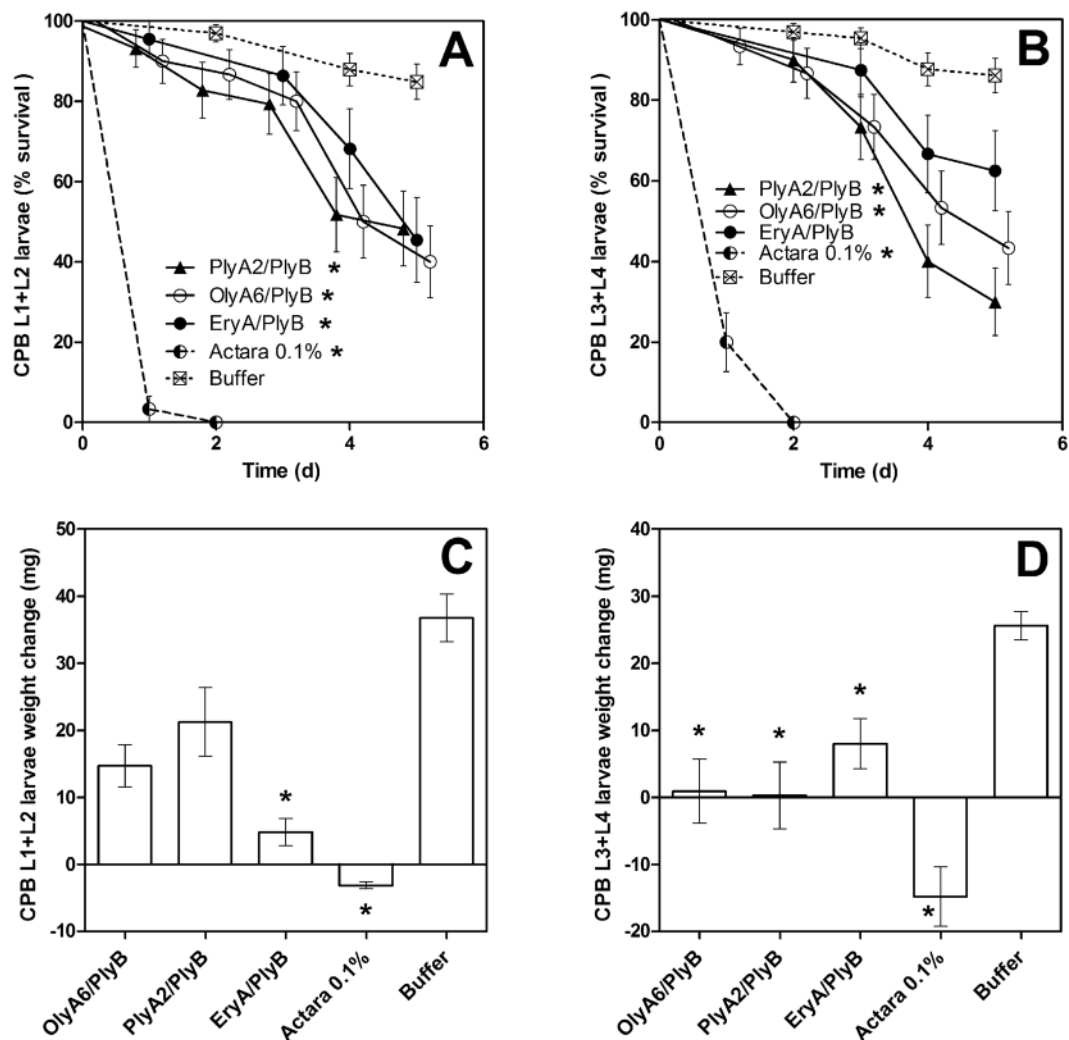 A
CPB L1+L2 larvae (% survival)
100
80
60
40
20
0
PlyA2/PlyB *
OlyA6/PlyB *
EryA/PlyB *
Actara 0.1% *
Buffer
0 2 4 6
Time (d)
B
CPB L3+L4 larvae (% survival)
100
80
60
40
20
0
PlyA2/PlyB *
OlyA6/PlyB *
EryA/PlyB
Actara 0.1% *
Buffer
0 2 4 6
Time (d)
C
CPB L1+L2 larvae weight change (mg)
50
40
30
20
10
0
-10
*
*
OlyA6/PlyB
PlyA2/PlyB
EryA/PlyB
Actara 0.1%
Buffer
D
CPB L3+L4 larvae weight change (mg)
40
30
20
10
0
-10
-20
*
*
*
*
OlyA6/PlyB
PlyA2/PlyB
EryA/PlyB
Actara 0.1%
Buffer